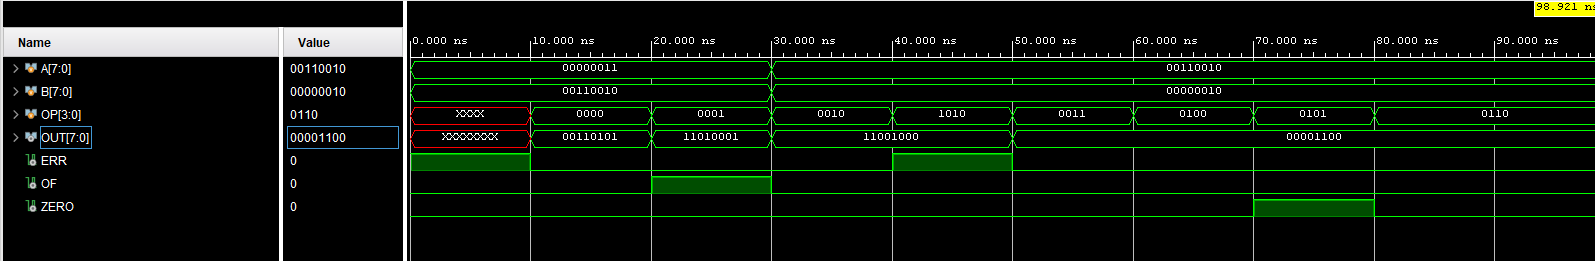 98.921 ns
Name Value 0.000 ns 10.000 ns 20.000 ns 30.000 ns 40.000 ns 50.000 ns 60.000 ns 70.000 ns 80.000 ns 90.000 ns
A[7:0] 00110010 00000011 00110010
B[7:0] 00000010 00110010 00000010
OP[3:0] 0110 XXXX 0000 0001 0010 1010 0011 0100 0101 0110
OUT[7:0] 00001100 XXXXXXXX 00110101 11010001 11001000 00001100
ERR 0
OF 0
ZERO 0